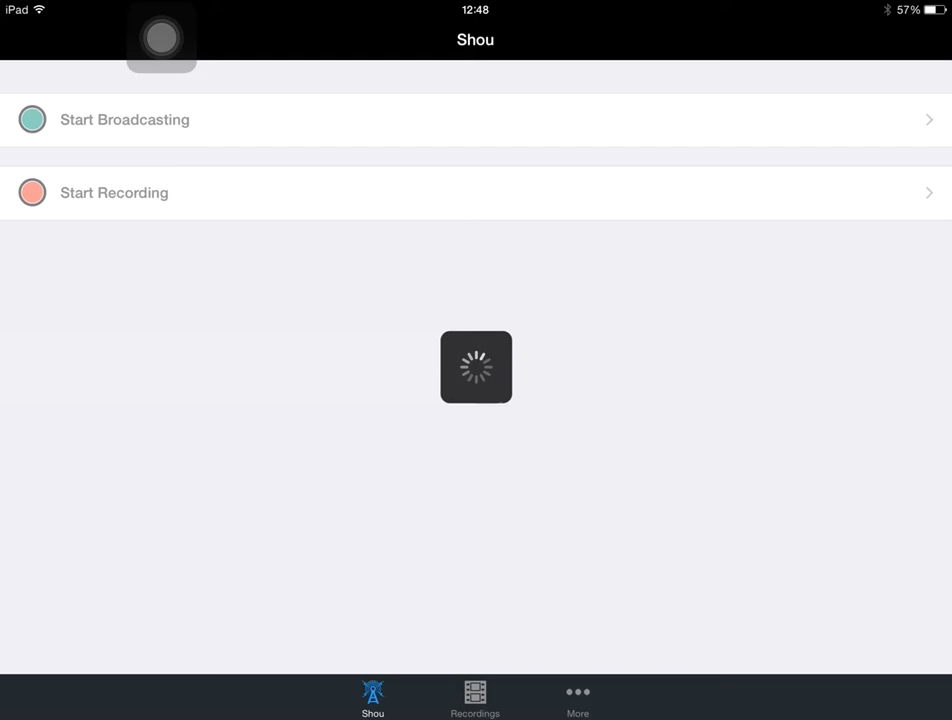 iPad 12:48 57%
Shou
Start Broadcasting
Start Recording
Shou Recordings More